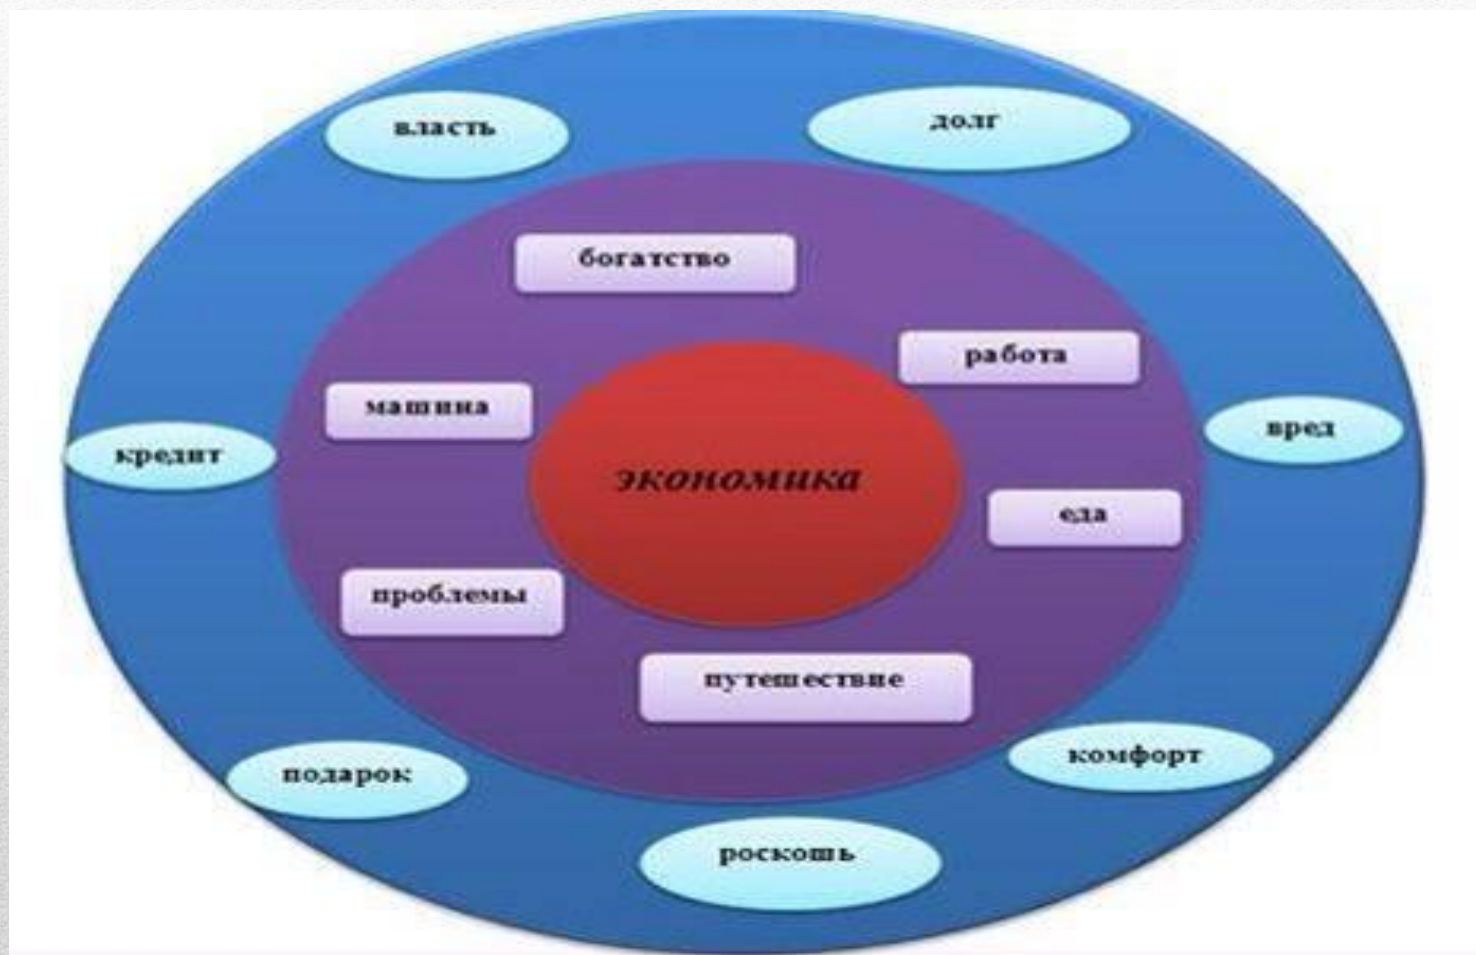 власть
долг
богатство
работа
машина
вред
кредит
экономика
еда
проблемы
путешествие
комфорт
подарок
роскошь